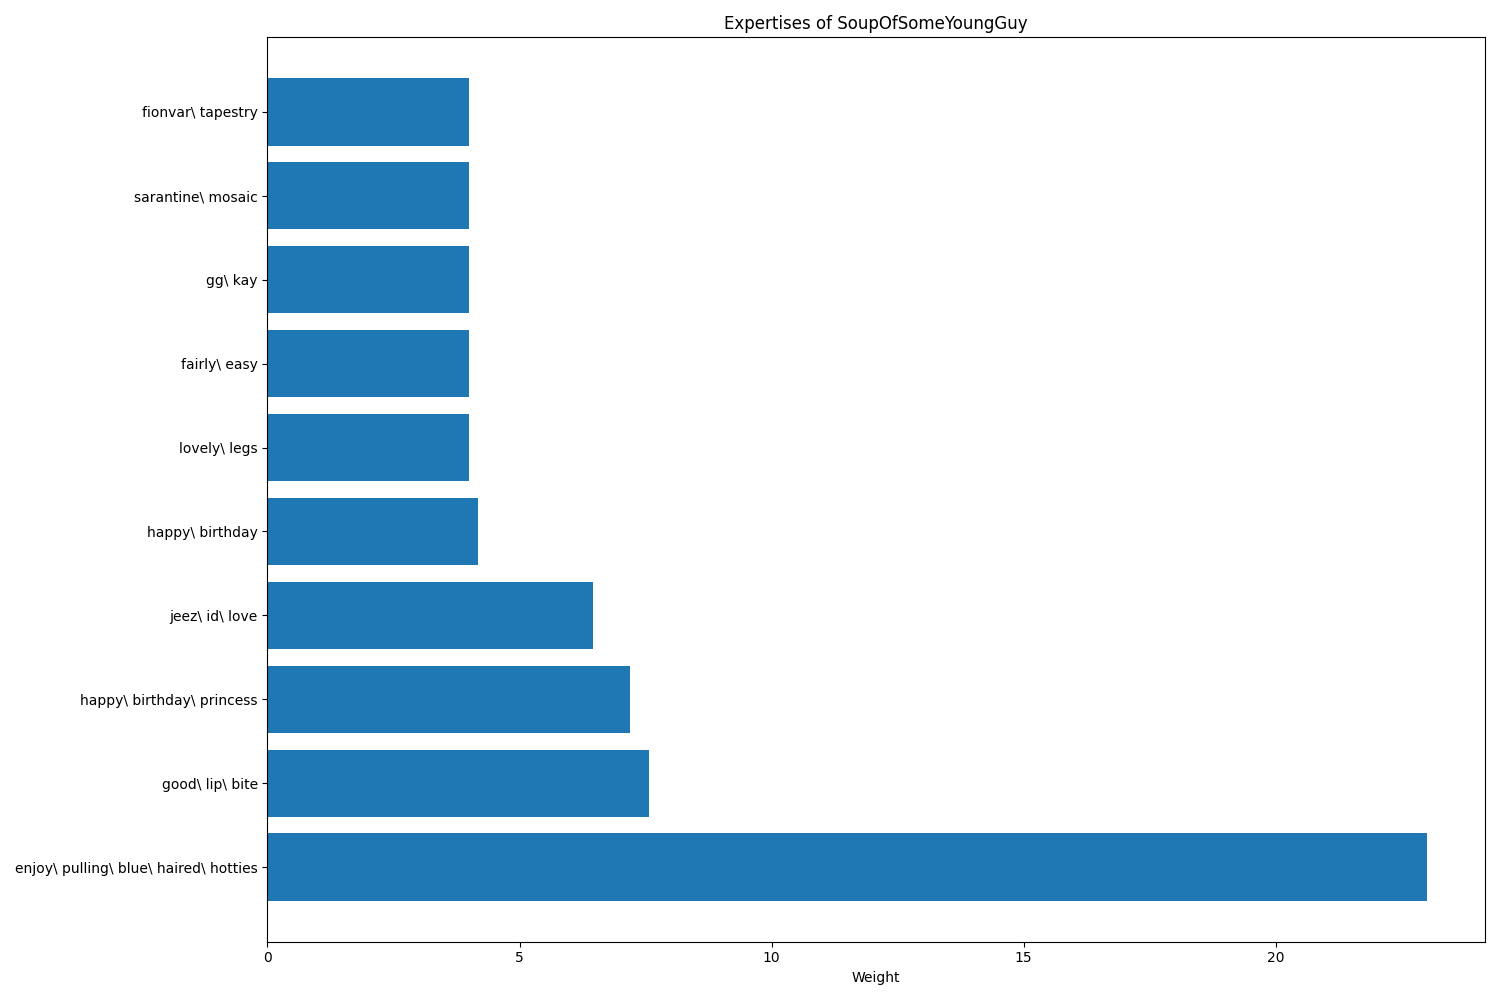 Expertises of SoupOfSomeYoungGuy
fionvar\ tapestry
sarantine\ mosaic
gg\ kay
fairly\ easy
lovely\ legs
happy\ birthday
jeez\ id\ love
happy\ birthday\ princess
good\ lip\ bite
enjoy\ pulling\ blue\ haired\ hotties
0 5 10 15 20
Weight